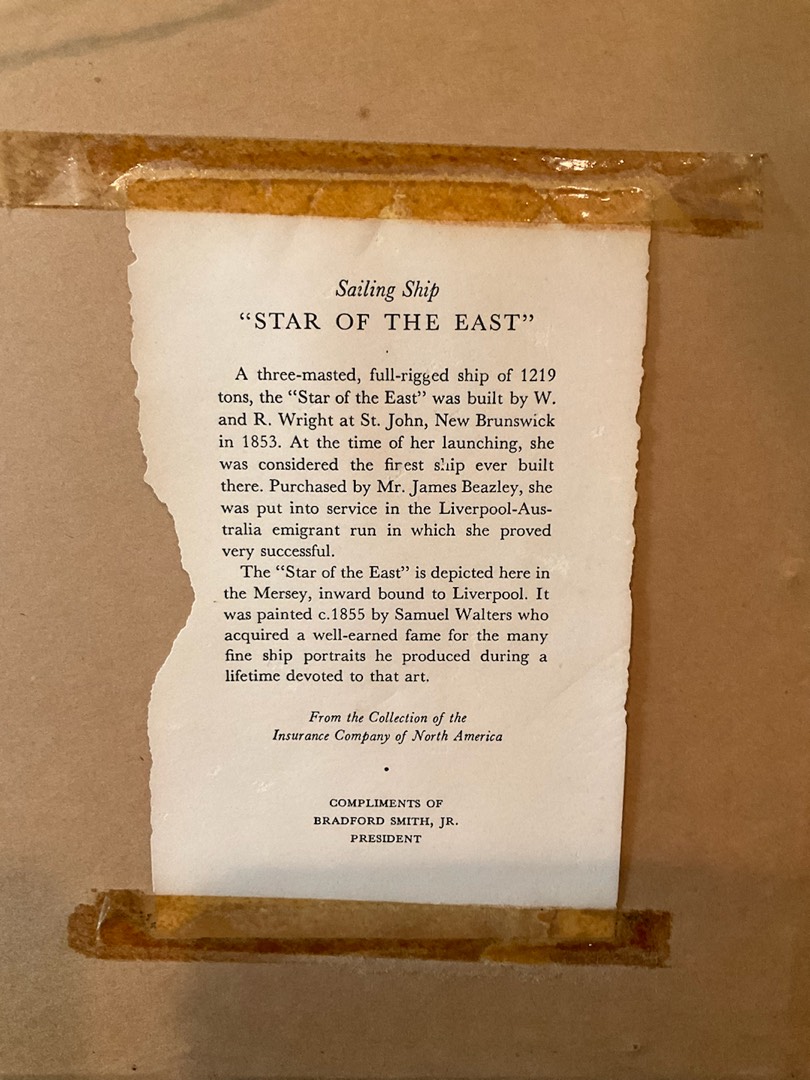 Sailing Ship
“STAR OF THE EAST”
A three-masted, full-rigged ship of 1219
tons, the “Star of the East” was built by W.
and R. Wright at St. John, New Brunswick
in 1853. At the time of her launching, she
was considered the finest ship ever built
there. Purchased by Mr. James Beazley, she
was put into service in the Liverpool-Aus-
tralia emigrant run in which she proved
very successful.
The “Star of the East” is depicted here in
the Mersey, inward bound to Liverpool. It
was painted c.1855 by Samuel Walters who
acquired a well-earned fame for the many
fine ship portraits he produced during a
lifetime devoted to that art.
From the Collection of the
Insurance Company of North America
•
COMPLIMENTS OF
BRADFORD SMITH, JR.
PRESIDENT